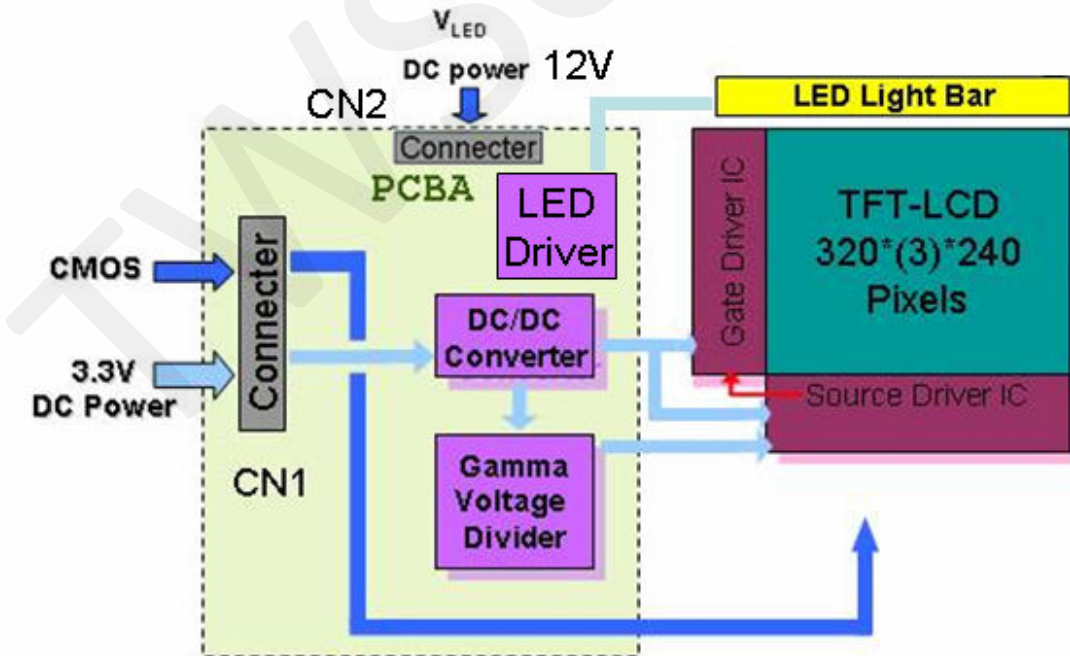 VLED
DC power 12V
CN2
Connecter
PCBA
LED
Driver
LED Light Bar
Gate Driver IC
TFT-LCD
320*(3)*240
Pixels
CMOS
Connecter
DC/DC
Converter
3.3V
DC Power
Source Driver IC
CN1
Gamma
Voltage
Divider